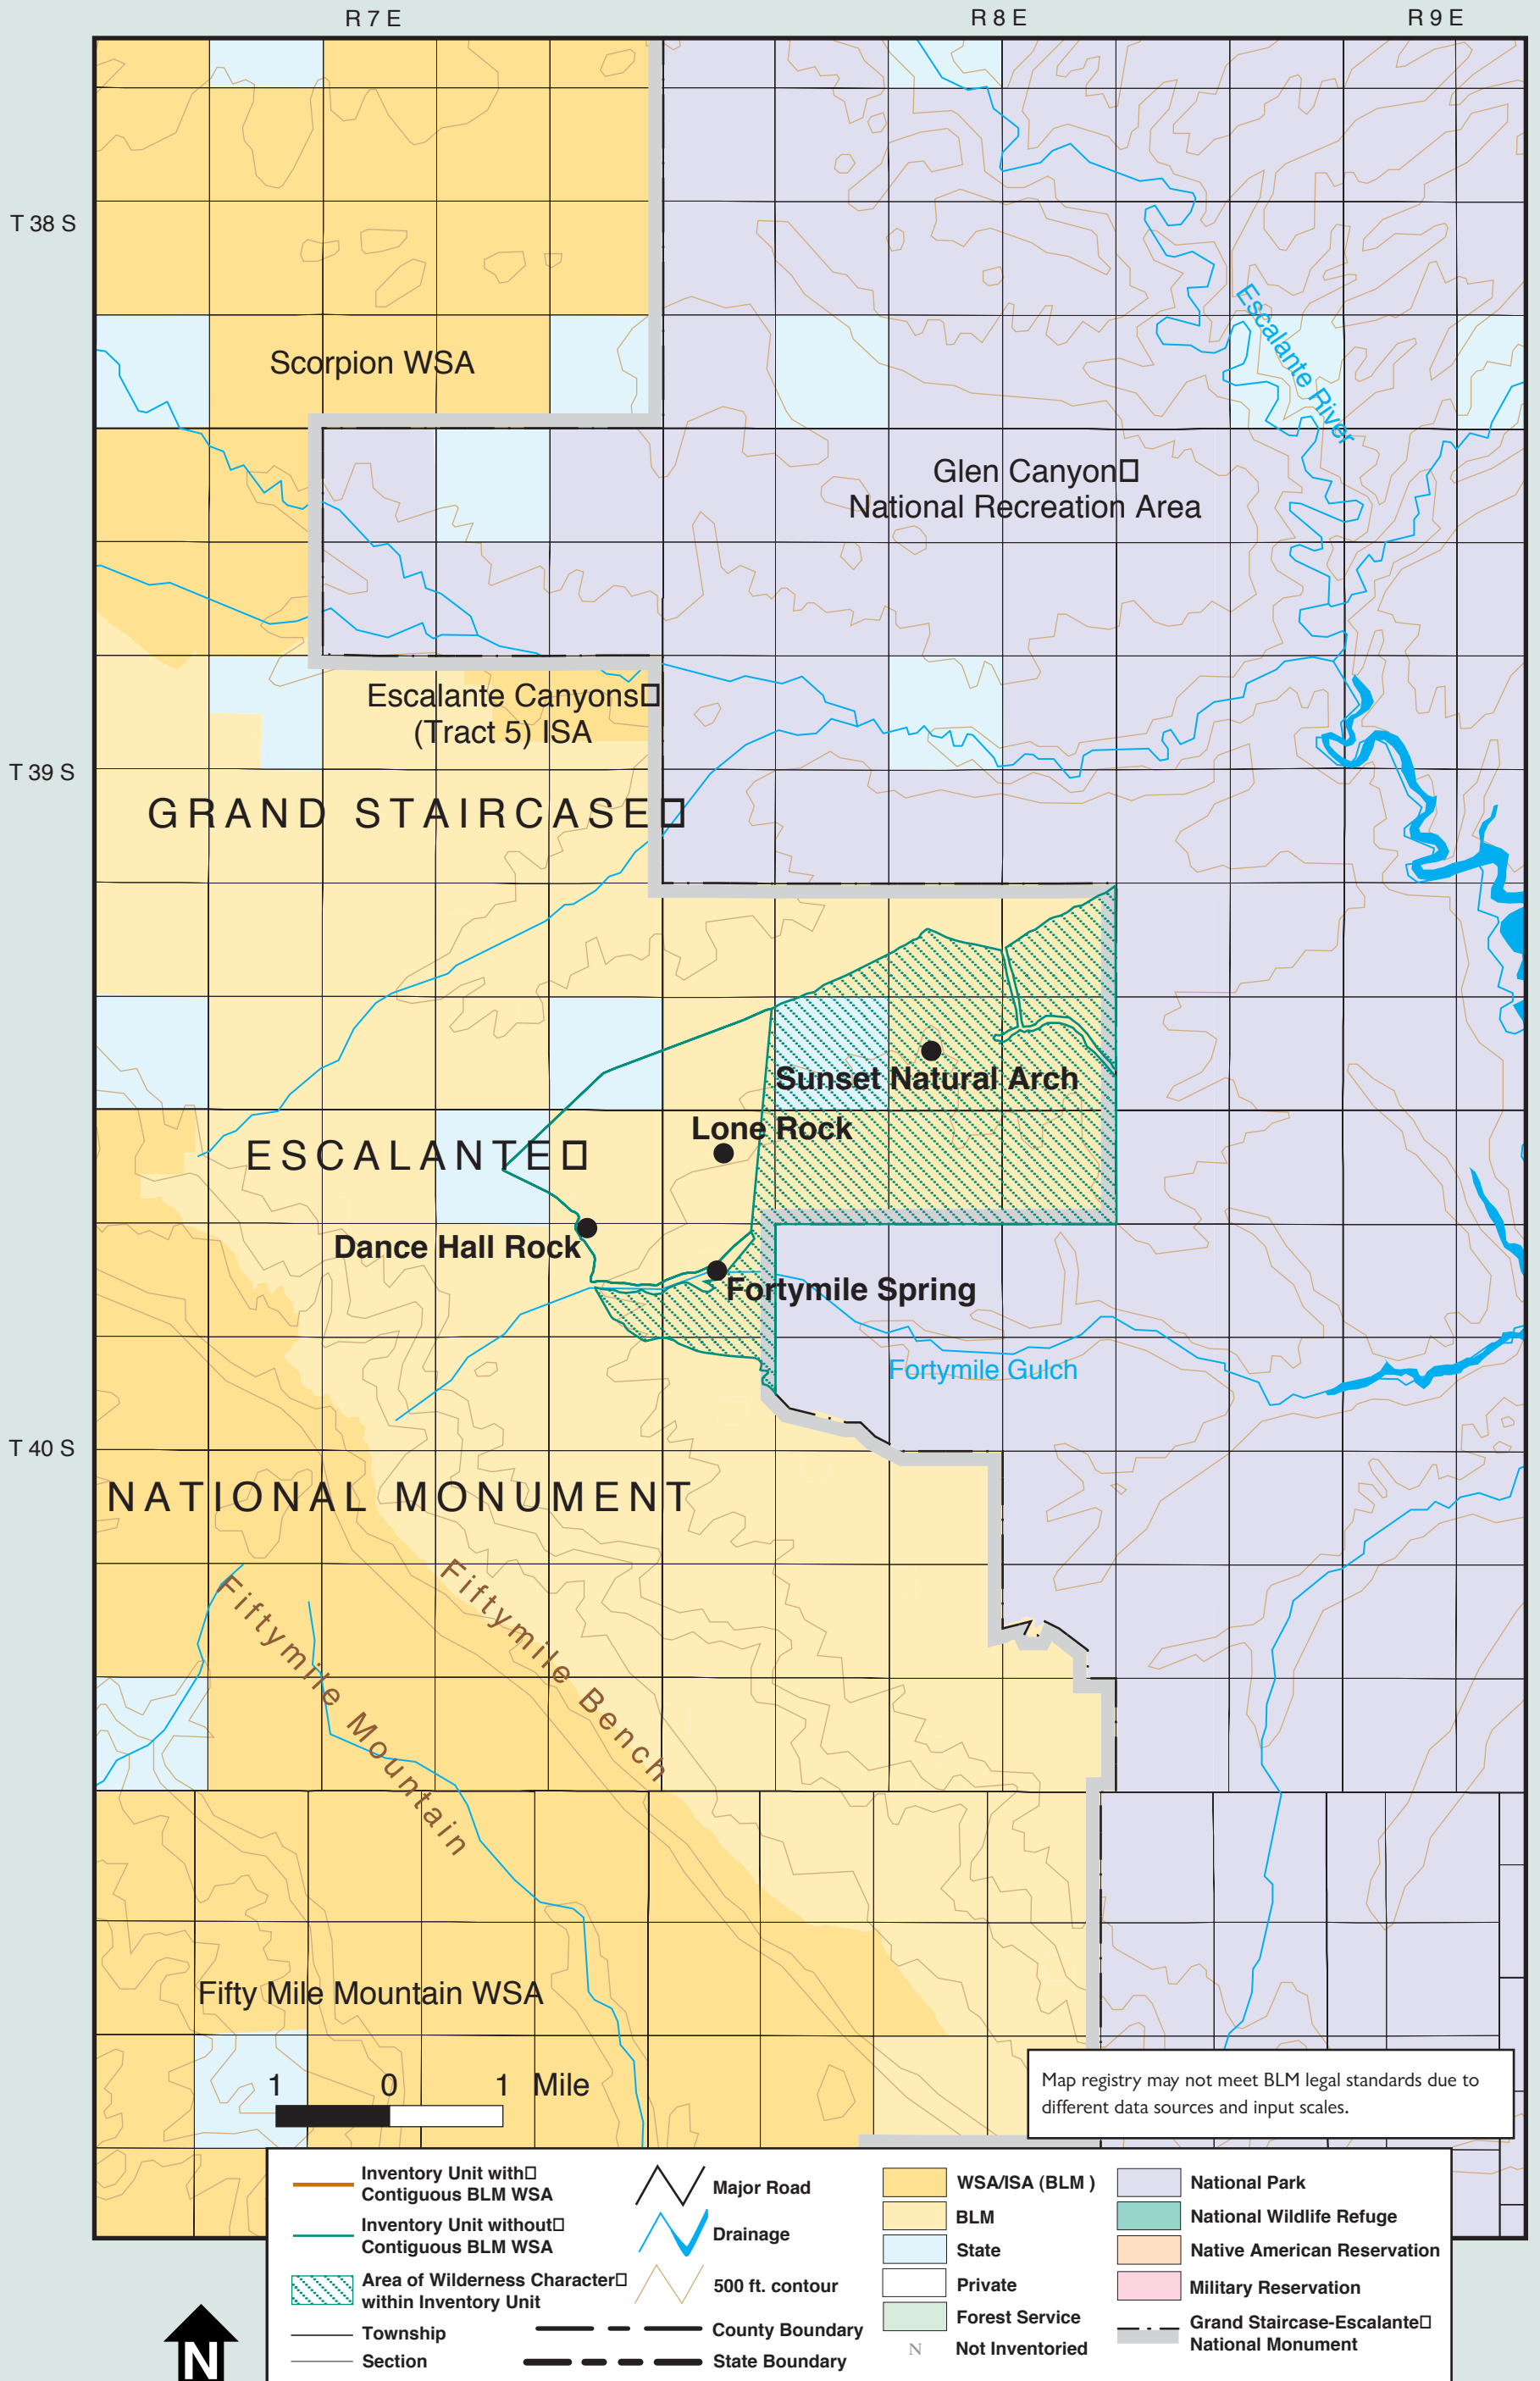 R 7 E
R 8 E
R 9 E
T 38 S
Escalante River
Scorpion WSA
Glen Canyon
National Recreation Area
Escalante Canyons
(Tract 5) ISA
T 39 S
GRAND STAIRCASE
Sunset Natural Arch
Lone Rock
ESCALANTE
Dance Hall Rock
Fortymile Spring
Fortymile Gulch
T 40 S
NATIONAL MONUMENT
Fiftymile Bench
Fiftymile Mountain
Fifty Mile Mountain WSA
1 0 1 Mile
Map registry may not meet BLM legal standards due to
different data sources and input scales.
Inventory Unit with
Contiguous BLM WSA
Inventory Unit without
Contiguous BLM WSA
Area of Wilderness Character
within Inventory Unit
Township
Section
Major Road
Drainage
500 ft. contour
County Boundary
State Boundary
WSA/ISA (BLM )
BLM
State
Private
Forest Service
N Not Inventoried
National Park
National Wildlife Refuge
Native American Reservation
Military Reservation
Grand Staircase-Escalante
National Monument
N